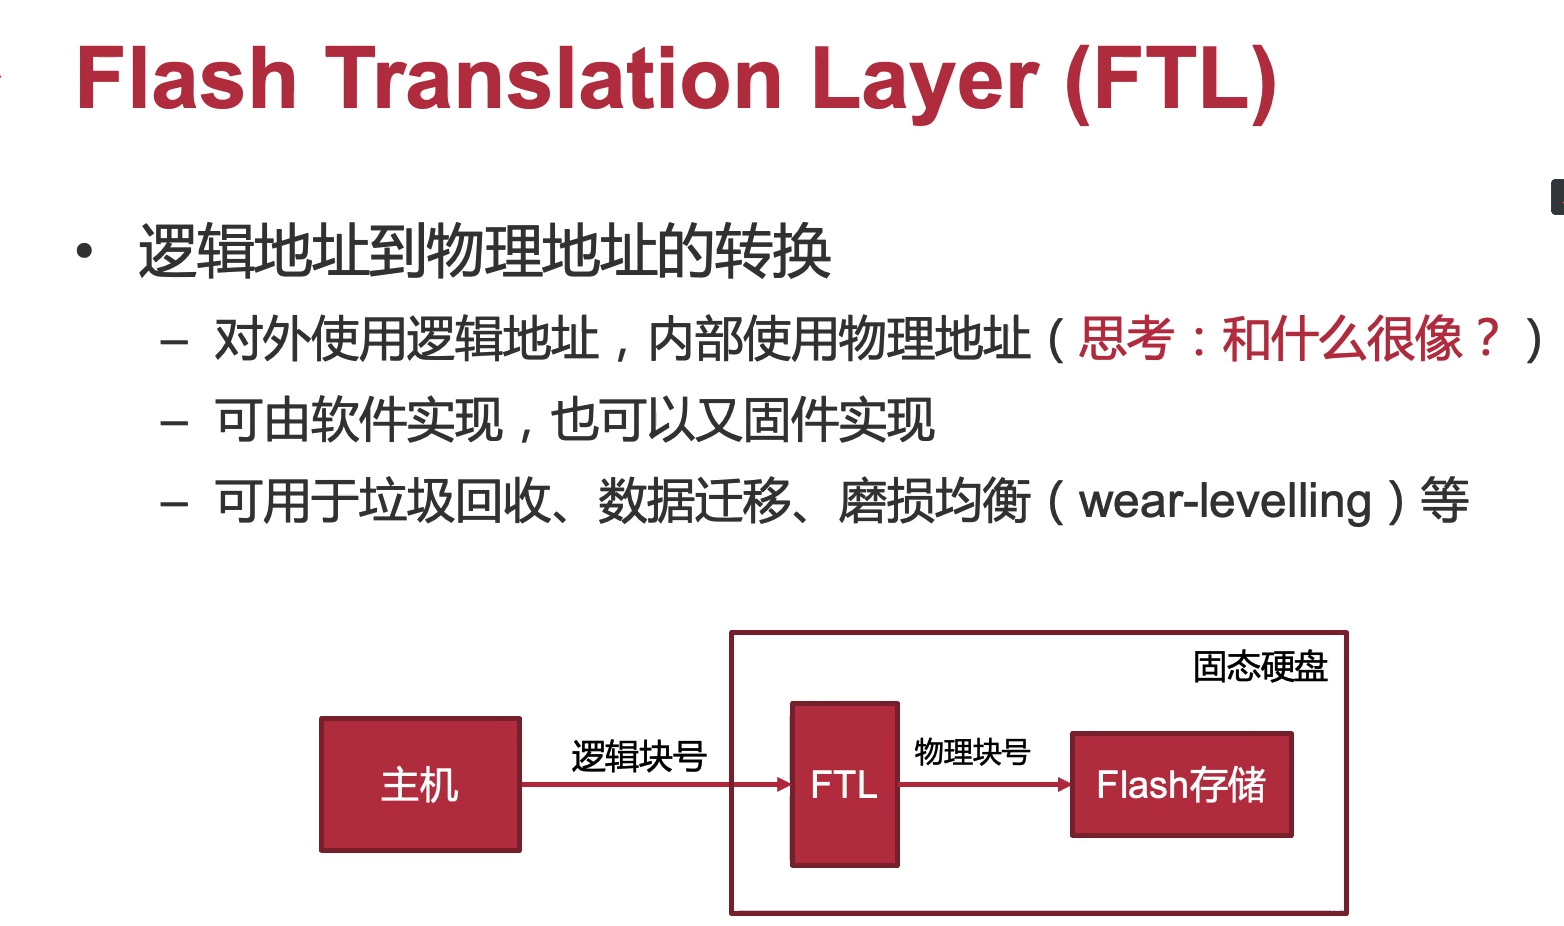 Flash Translation Layer (FTL)
• 逻辑地址到物理地址的转换
– 对外使用逻辑地址，内部使用物理地址（思考：和什么很像？）
– 可由软件实现，也可以又固件实现
– 可用于垃圾回收、数据迁移、磨损均衡（wear-levelling）等
固态硬盘
主机
逻辑块号
FTL
物理块号
Flash存储